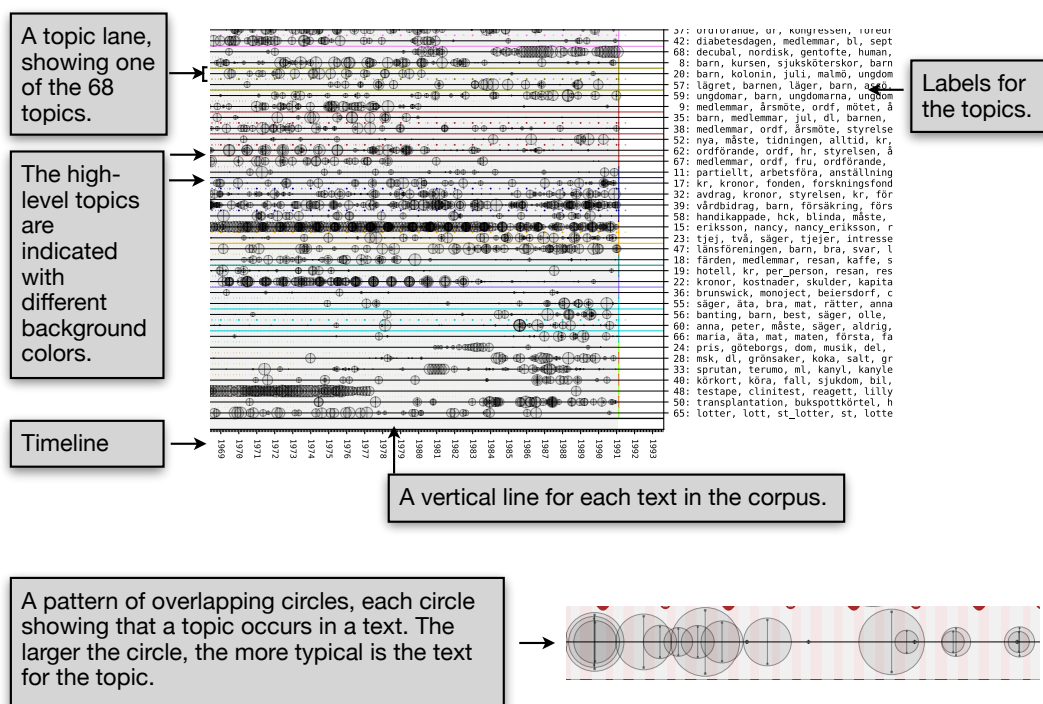 A topic lane,
showing one
of the 68
topics.
The high-
level topics
are
indicated
with
different
background
colors.
Timeline
37: ordförande, dr, kongressen, föredr
42: diabetesdagen, medlemmar, bl, sept
68: decubal, nordisk, gentofte, human,
8: barn, kursen, sjuksköterskor, barn
20: barn, kolonin, juli, malmö, ungdom
57: lägret, barnen, läger, barn,
59: ungdomar, barn, ungdomarna, ungdom
9: medlemmar, årsmöte, ordf, mötet, å
35: barn, medlemmar, jul, dl, barnen,
38: medlemmar, ordf, årsmöte, styrelse
52: nya, måste, tidningen, alltid, kr,
62: ordförande, ordf, hr, styrelsen, å
67: medlemmar, ordf, fru, ordförande,
11: partiellt, arbetsföra, anställning
17: kr, kronor, fonden, forskningsfond
32: avdrag, kronor, styrelsen, kr, för
39: vårdbidrag, barn, försäkring, förs
58: handikappade, hck, blinda, måste,
15: eriksson, nancy, nancy_eriksson, r
23: tjej, två, säger, tjejer, intresse
47: länsföreningen, barn, bra, svar, l
18: färden, medlemmar, resan, kaffe, s
19: hotell, kr, per_person, resan, res
22: kronor, kostnader, skulder, kapita
36: brunswick, monoject, beiersdorf, c
55: säger, äta, bra, mat, rätter, anna
56: banting, barn, best, säger, olle,
60: anna, peter, måste, säger, aldrig,
66: maria, äta, mat, maten, första, fa
24: pris, göteborgs, dom, musik, del,
28: msk, dl, grönsaker, koka, salt, gr
33: sprutan, terumo, ml, kanyl, kanyle
40: körkort, köra, fall, sjukdom, bil,
48: testape, clinitest, reagett, lilly
50: transplantation, bukspottkörtel, h
65: lotter, lott, st_lotter, st, lotte
Labels for
the topics.
1969 1970 1971 1972 1973 1974 1975 1976 1977 1978 1979 1980 1981 1982 1983 1984 1985 1986 1987 1988 1989 1990 1991 1992 1993
A vertical line for each text in the corpus.
A pattern of overlapping circles, each circle
showing that a topic occurs in a text. The
larger the circle, the more typical is the text
for the topic.